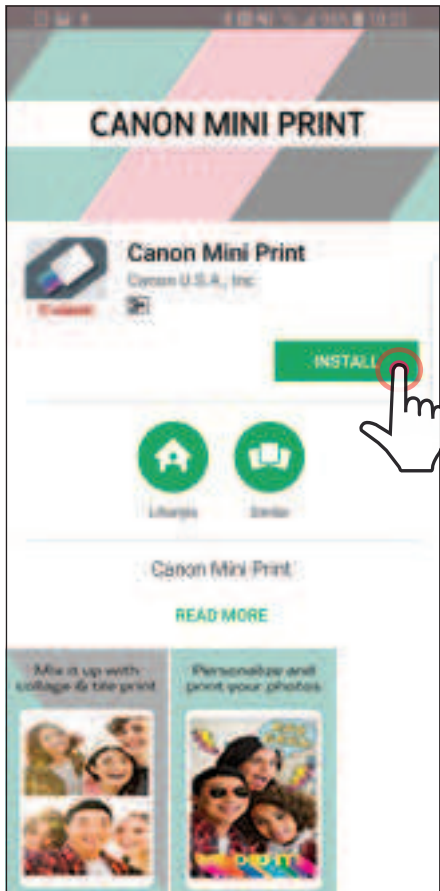 CANON MINI PRINT
Canon Mini Print
Canon U.S.A., Inc.
INSTALL
Lifestyle
Similar
Canon Mini Print
READ MORE
Mix it up with
collage & tile print
Personalize and
print your photos